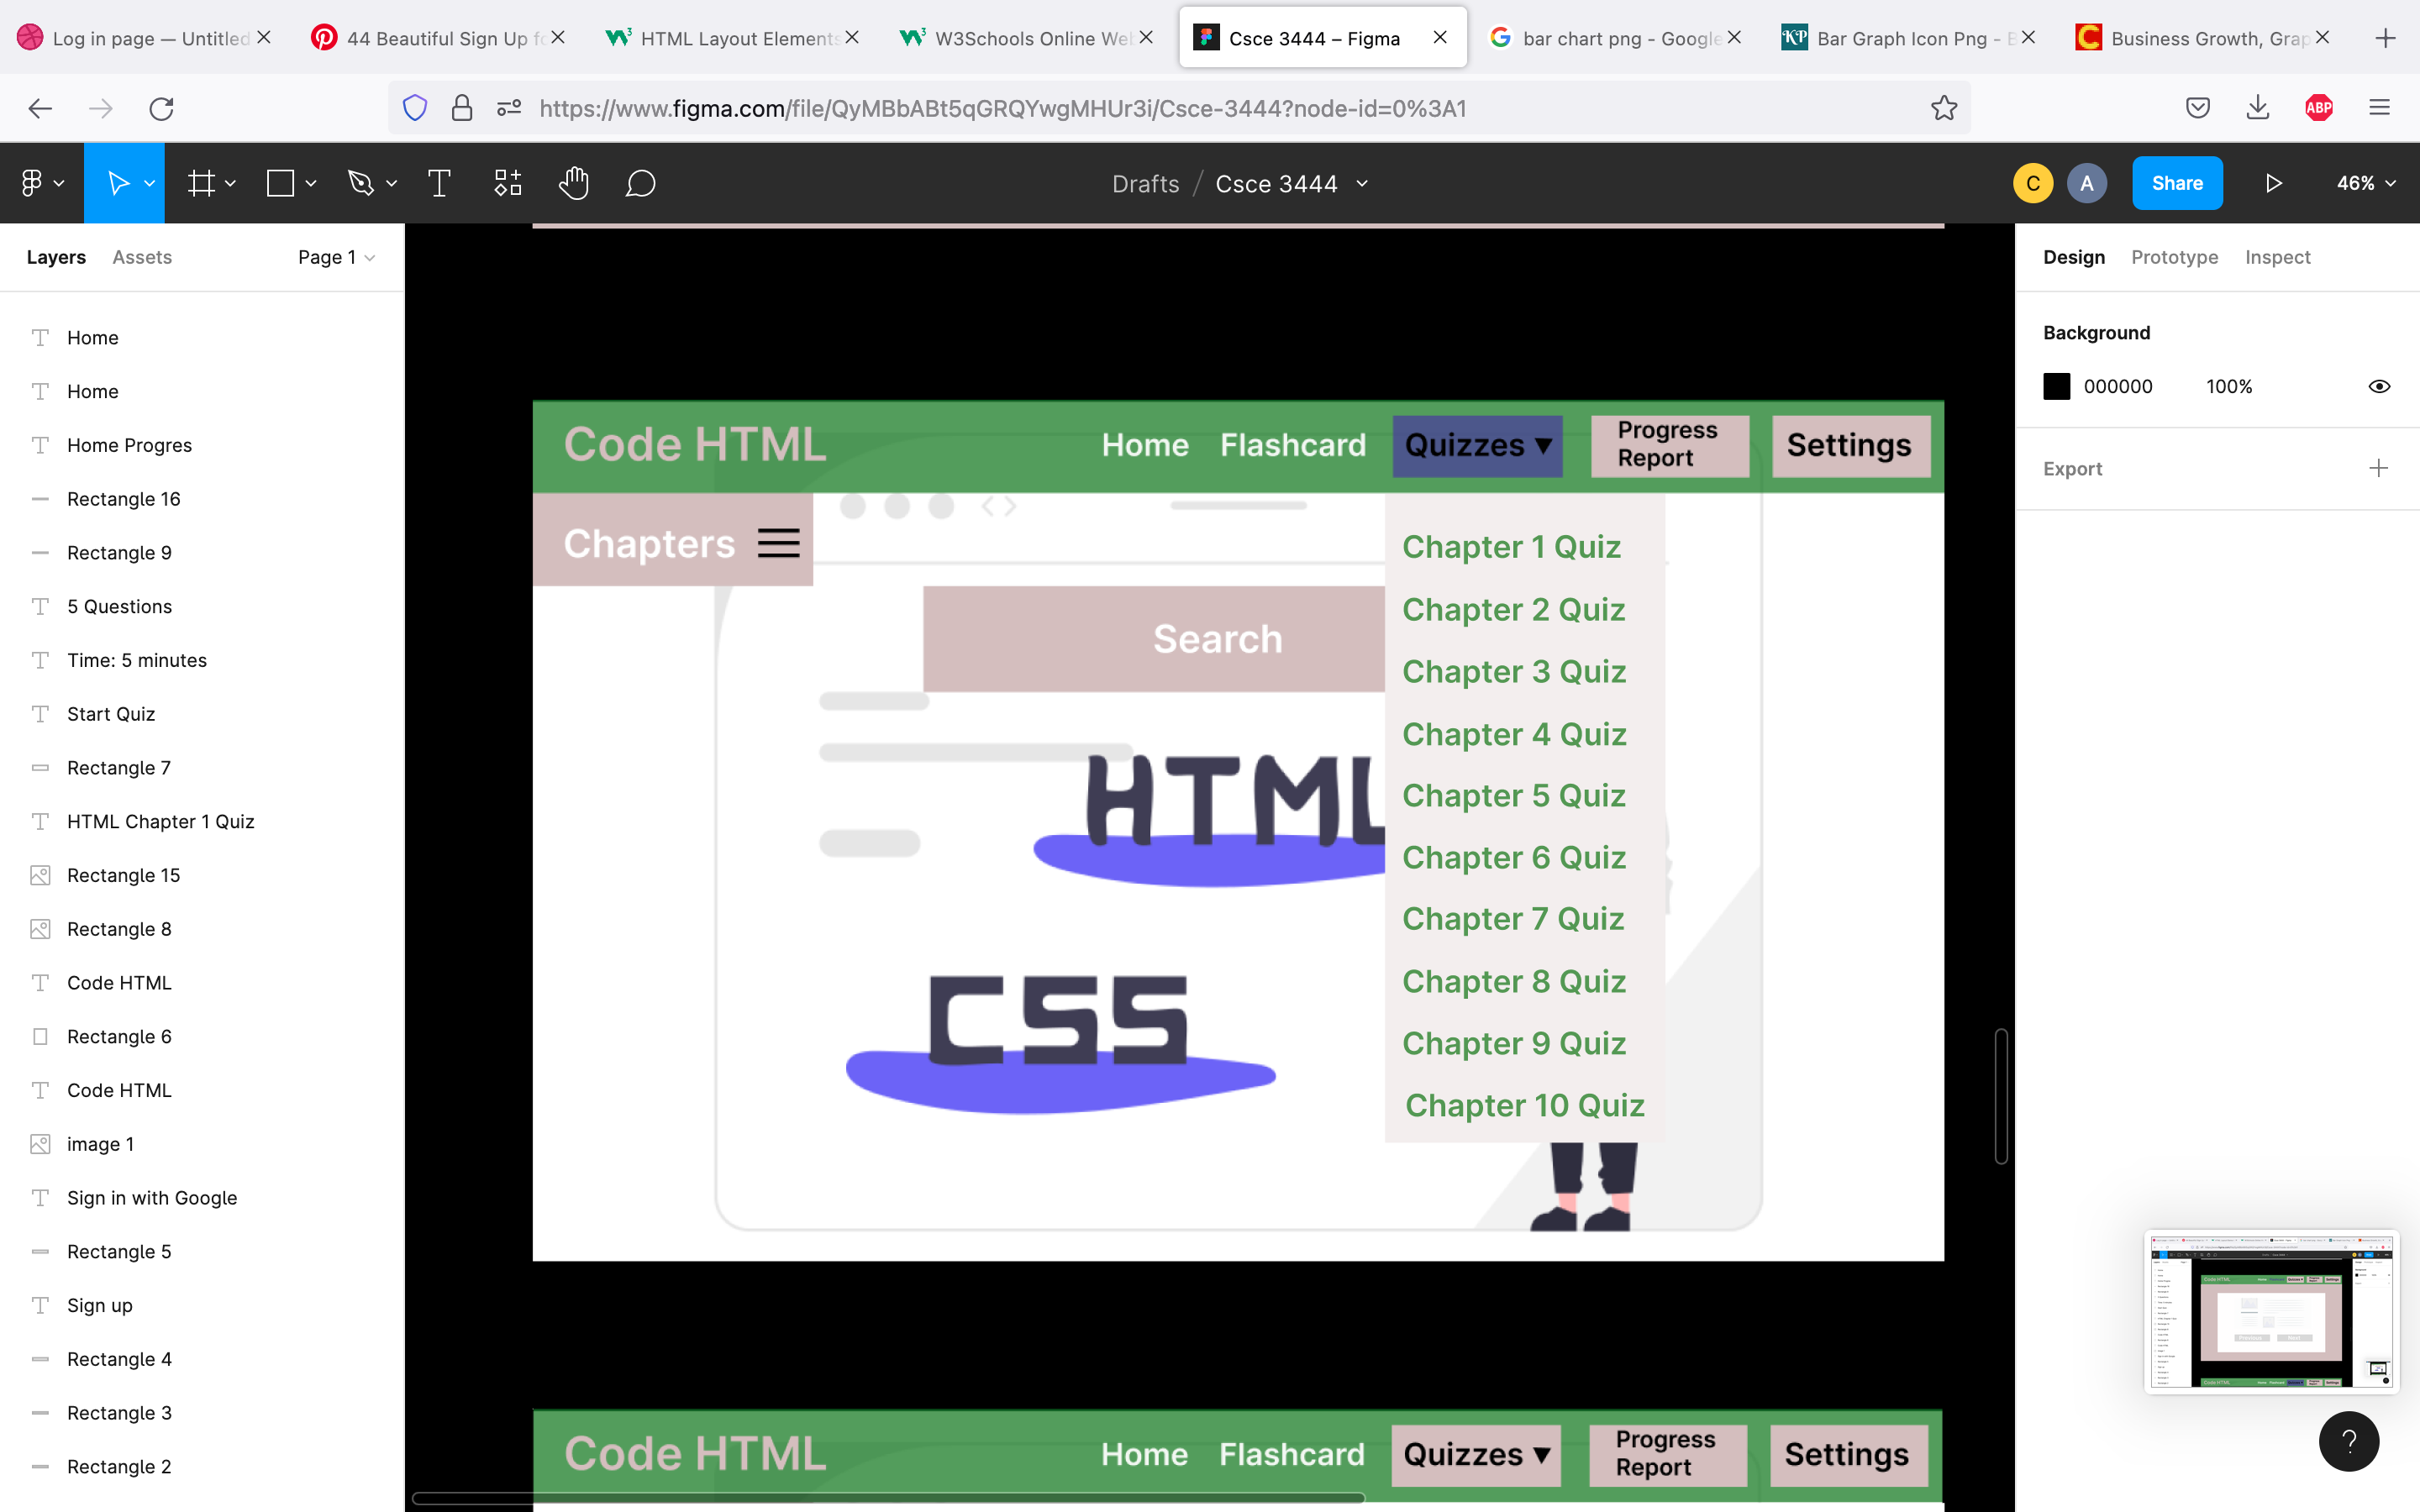 Log in page — Untitled
44 Beautiful Sign Up fo
HTML Layout Elements
W3Schools Online Web
Csce 3444 – Figma
bar chart png - Google
Bar Graph Icon Png - B
Business Growth, Grap
https://www.figma.com/file/QyMBbABt5qGRQYwgMHUr3i/Csce-3444?node-id=0%3A1
ABP
Drafts / Csce 3444
C
A
Share
46%
Layers
Assets
Page 1
Home
Home
Home Progres
Rectangle 16
Rectangle 9
5 Questions
Time: 5 minutes
Start Quiz
Rectangle 7
HTML Chapter 1 Quiz
Rectangle 15
Rectangle 8
Code HTML
Rectangle 6
Code HTML
image 1
Sign in with Google
Rectangle 5
Sign up
Rectangle 4
Rectangle 3
Rectangle 2
Code HTML
Home
Flashcard
Quizzes ▼
Progress
Report
Settings
Chapters
Search
HTML
CSS
Chapter 1 Quiz
Chapter 2 Quiz
Chapter 3 Quiz
Chapter 4 Quiz
Chapter 5 Quiz
Chapter 6 Quiz
Chapter 7 Quiz
Chapter 8 Quiz
Chapter 9 Quiz
Chapter 10 Quiz
Code HTML
Home
Flashcard
Quizzes ▼
Progress
Report
Settings
Design
Prototype
Inspect
Background
000000
100%
Export
?